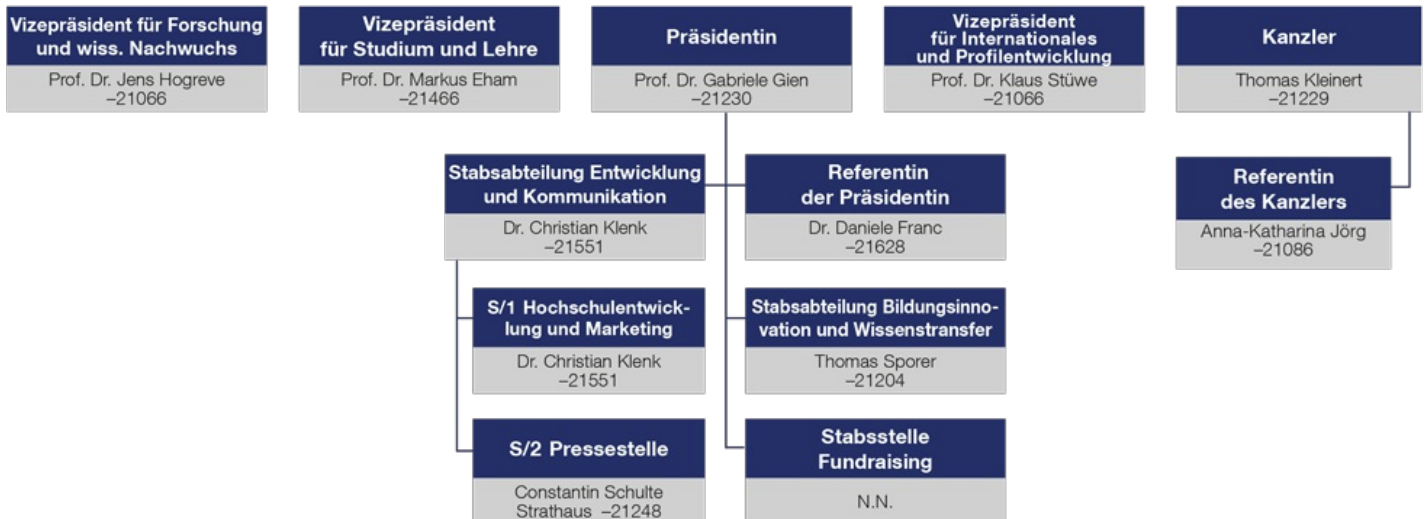 Vizepräsident für Forschung
und wiss. Nachwuchs
Prof. Dr. Jens Hogreve
–21066
Vizepräsident
für Studium und Lehre
Prof. Dr. Markus Eham
–21466
Präsidentin
Prof. Dr. Gabriele Gien
–21230
Vizepräsident
für Internationales
und Profilentwicklung
Prof. Dr. Klaus Stüwe
–21066
Kanzler
Thomas Kleinert
–21229
Stabsabteilung Entwicklung
und Kommunikation
Dr. Christian Klenk
–21551
Referentin
der Präsidentin
Dr. Daniele Franc
–21628
Referentin
des Kanzlers
Anna-Katharina Jörg
–21086
S/1 Hochschulentwick-
lung und Marketing
Dr. Christian Klenk
–21551
Stabsabteilung Bildungsinno-
vation und Wissenstransfer
Thomas Sporer
–21204
S/2 Pressestelle
Constantin Schulte
Strathaus –21248
Stabsstelle
Fundraising
N.N.